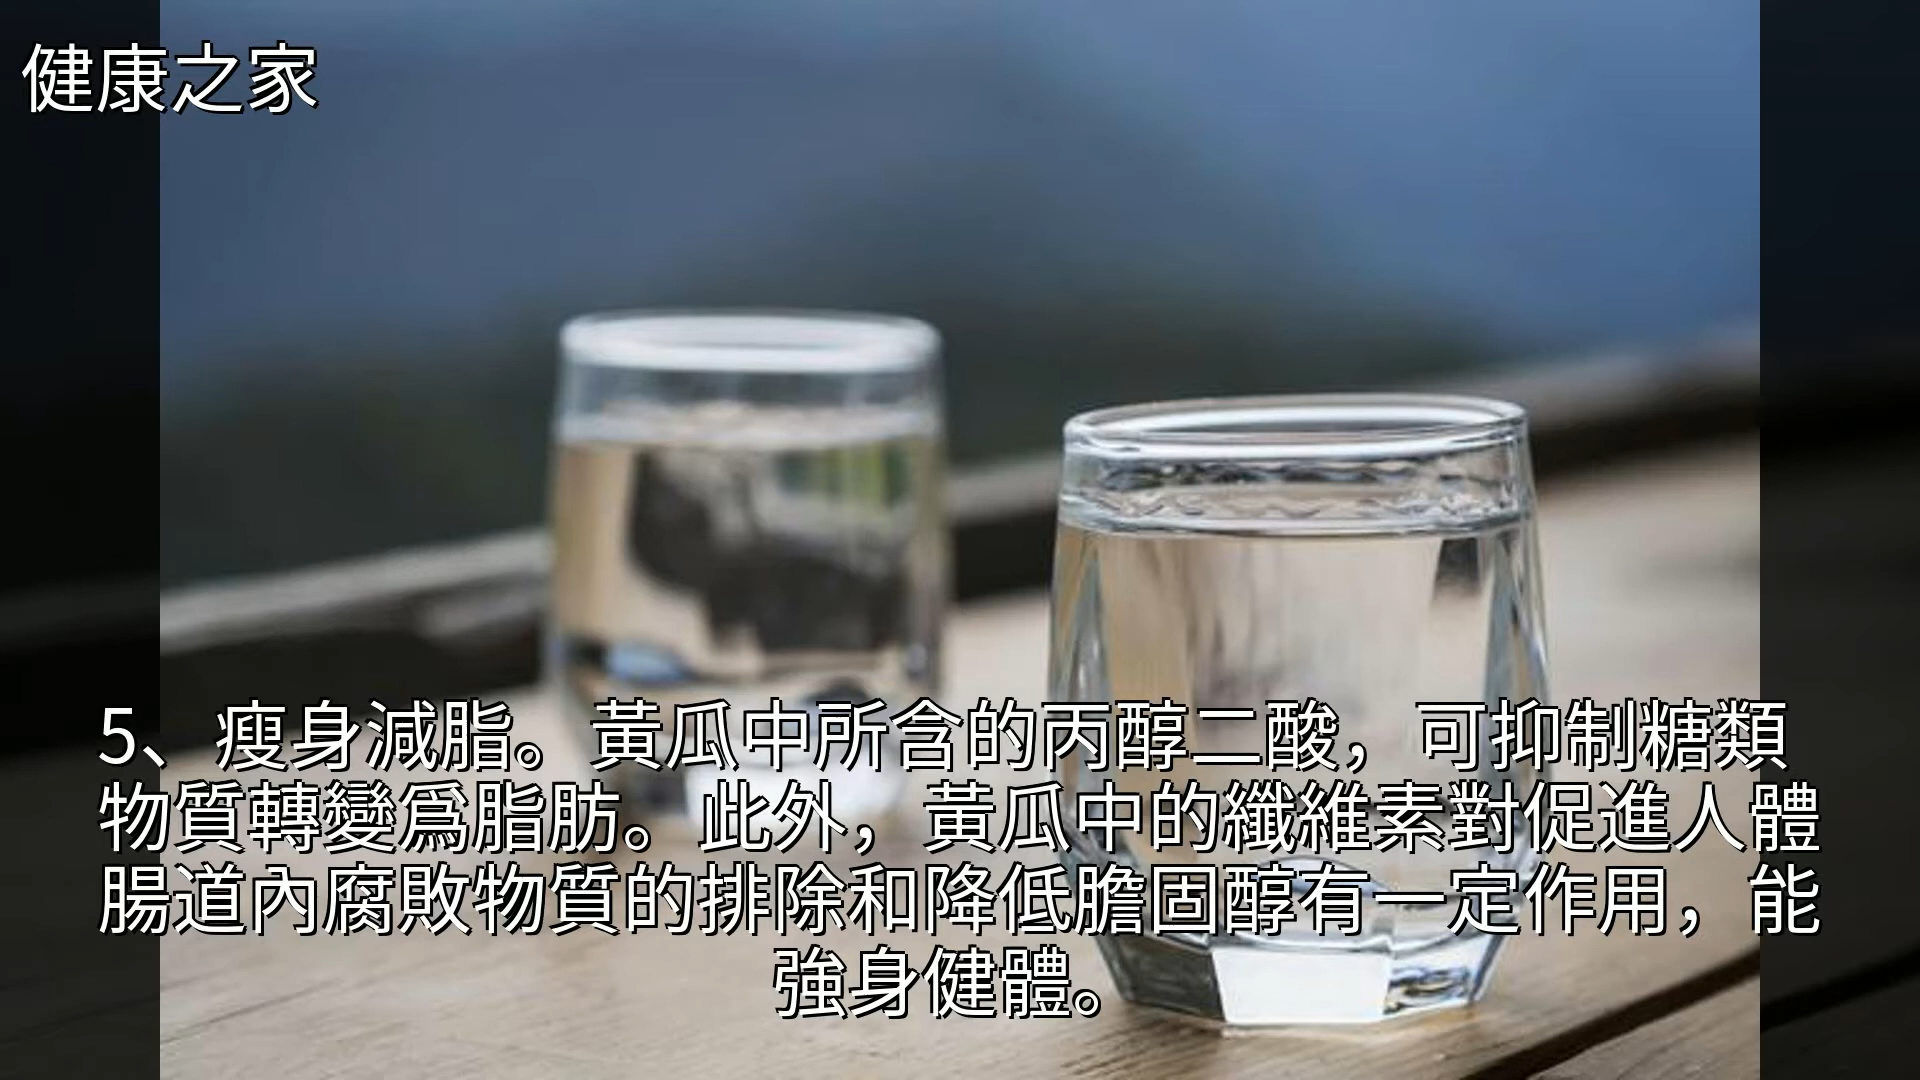 健康之家
5、瘦身減脂。黃瓜中所含的丙醇二酸，可抑制糖類
物質轉變爲脂肪。此外，黃瓜中的纖維素對促進人體
腸道內腐敗物質的排除和降低膽固醇有一定作用，能
強身健體。